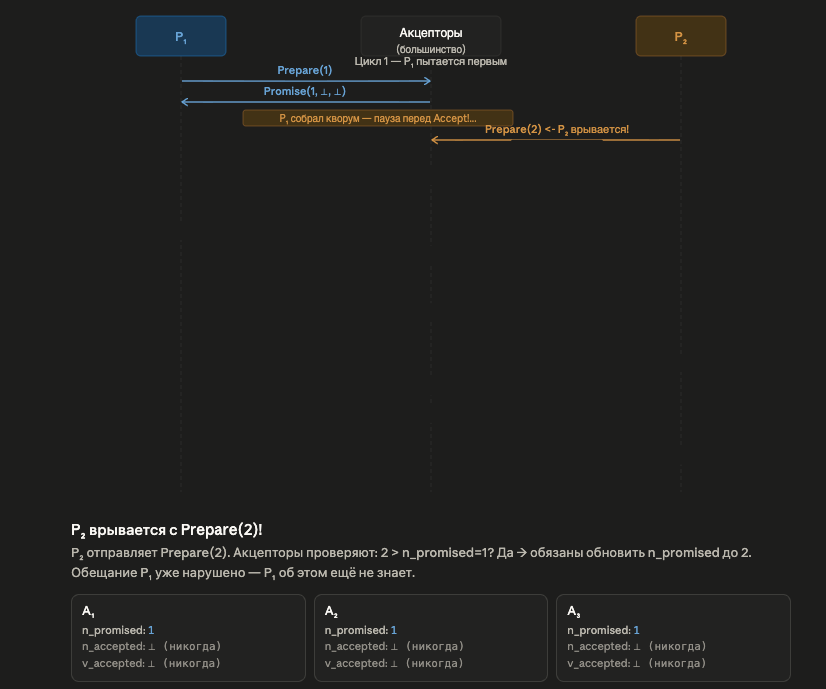 P₁
Акцепторы
(большинство)
P₂
Цикл 1 — P₁ пытается первым
Prepare(1)
Promise(1, ⊥, ⊥)
P₁ собрал кворум — пауза перед Accept!...
Prepare(2) <- P₂ врывается!
P₂ врывается с Prepare(2)!
P₂ отправляет Prepare(2). Акцепторы проверяют: 2 > n_promised=1? Да → обязаны обновить n_promised до 2.
Обещание P₁ уже нарушено — P₁ об этом ещё не знает.
A₁
n_promised: 1
n_accepted: ⊥ (никогда)
v_accepted: ⊥ (никогда)
A₂
n_promised: 1
n_accepted: ⊥ (никогда)
v_accepted: ⊥ (никогда)
A₃
n_promised: 1
n_accepted: ⊥ (никогда)
v_accepted: ⊥ (никогда)